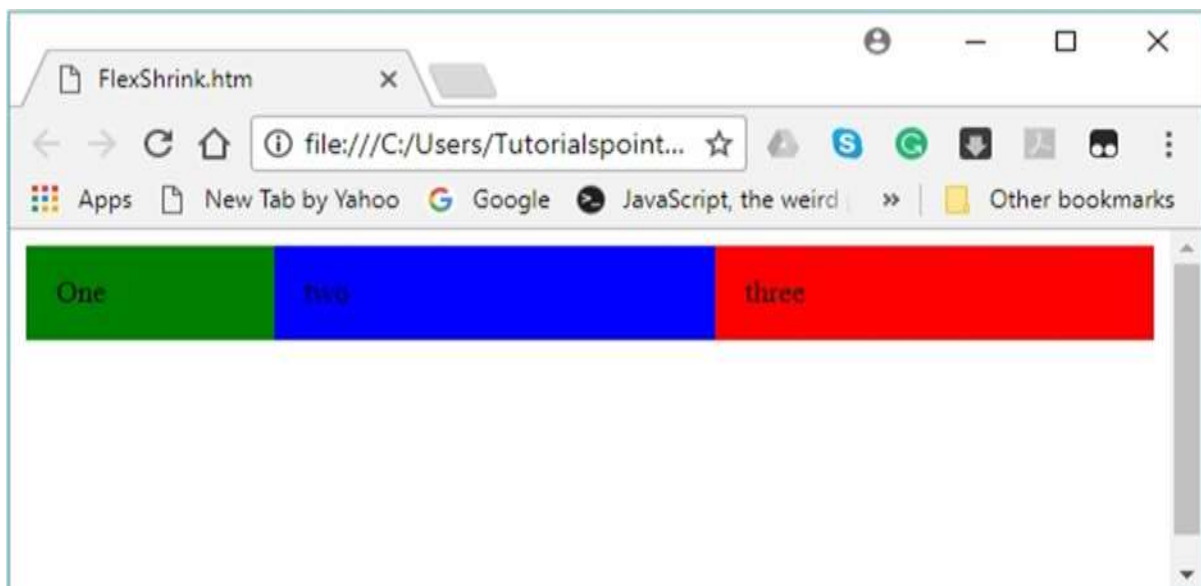 FlexShrink.htm
file:///C:/Users/Tutorialspoint...
Apps New Tab by Yahoo Google JavaScript, the weird Other bookmarks
One two three